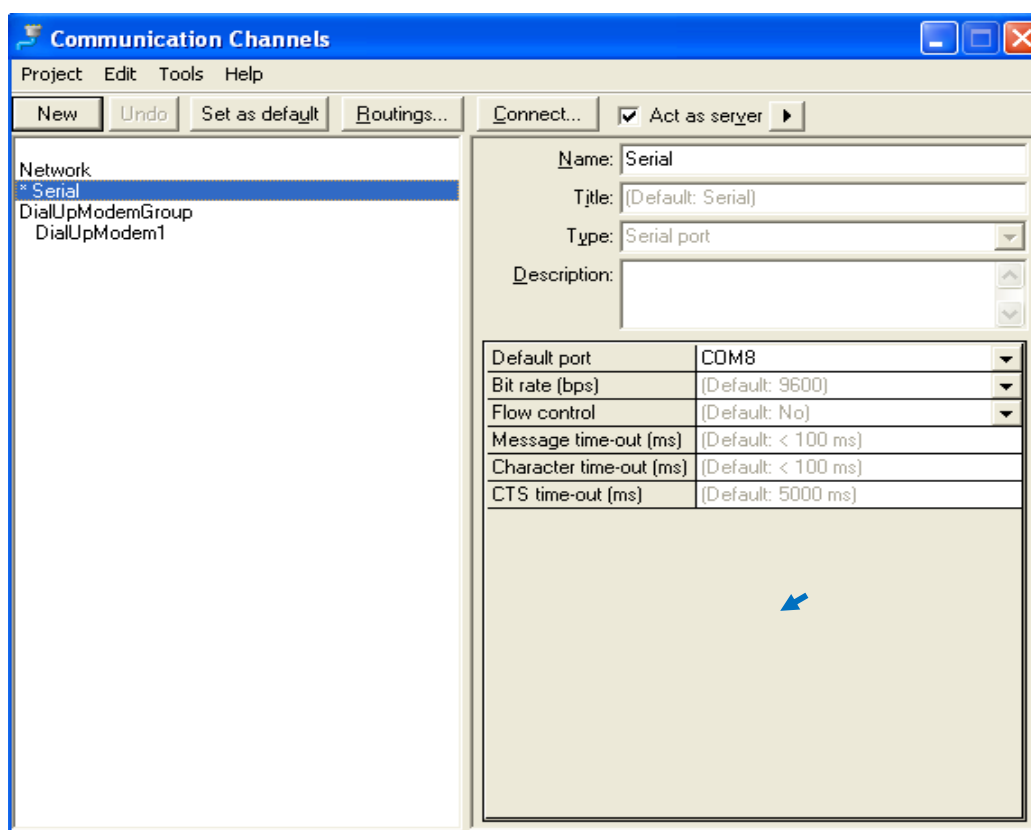 Communication Channels
Project Edit Tools Help
New Undo Set as default Routings... Connect... Act as server
Network
* Serial
DialUpModemGroup
DialUpModem1
Name: Serial
Title: (Default: Serial)
Type: Serial port
Description:
Default port COM8
Bit rate (bps) (Default: 9600)
Flow control (Default: No)
Message time-out (ms) (Default: < 100 ms)
Character time-out (ms) (Default: < 100 ms)
CTS time-out (ms) (Default: 5000 ms)